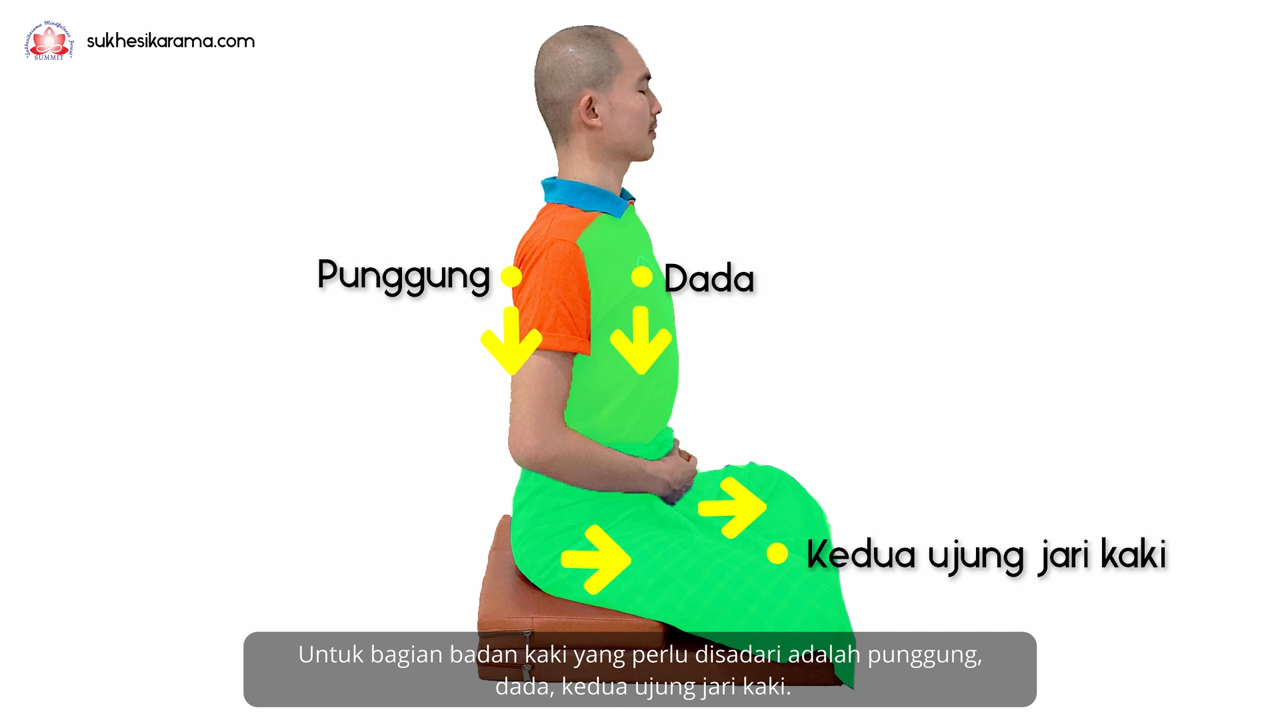 sukhesikarama.com
SUMMIT
Punggung
Dada
Kedua ujung jari kaki
Untuk bagian badan kaki yang perlu disadari adalah punggung,
dada, kedua ujung jari kaki.